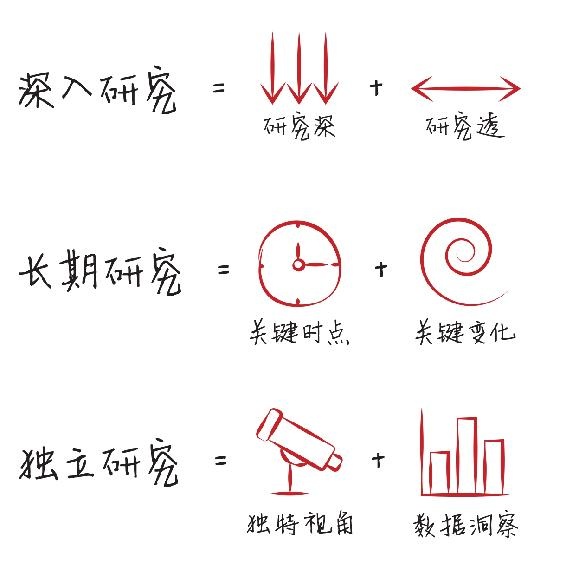 深入研究 = +
研究深 研究透
长期研究 = +
关键时点 关键变化
独立研究 = +
独特视角 数据洞察